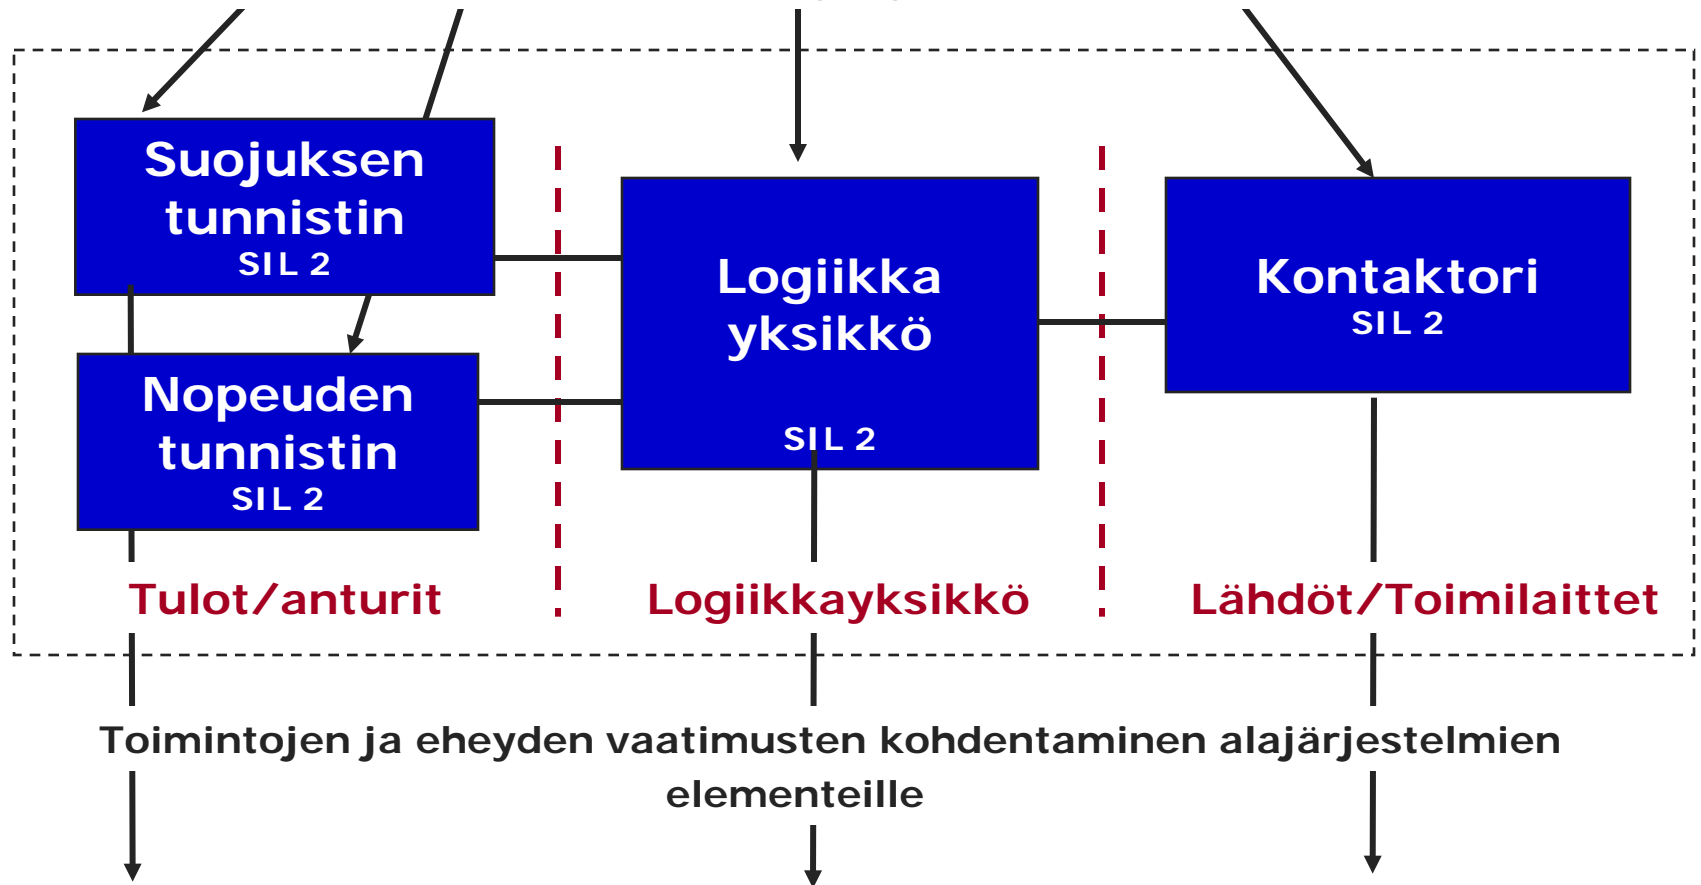 Suojuksen
tunnistin
SIL 2
Nopeuden
tunnistin
SIL 2
Logiikka
yksikkö
SIL 2
Kontaktori
SIL 2
Tulot/anturit
Logiikkayksikkö
Lähdöt/Toimilaittet
Toimintojen ja eheyden vaatimusten kohdentaminen alajärjestelmien
elementeille